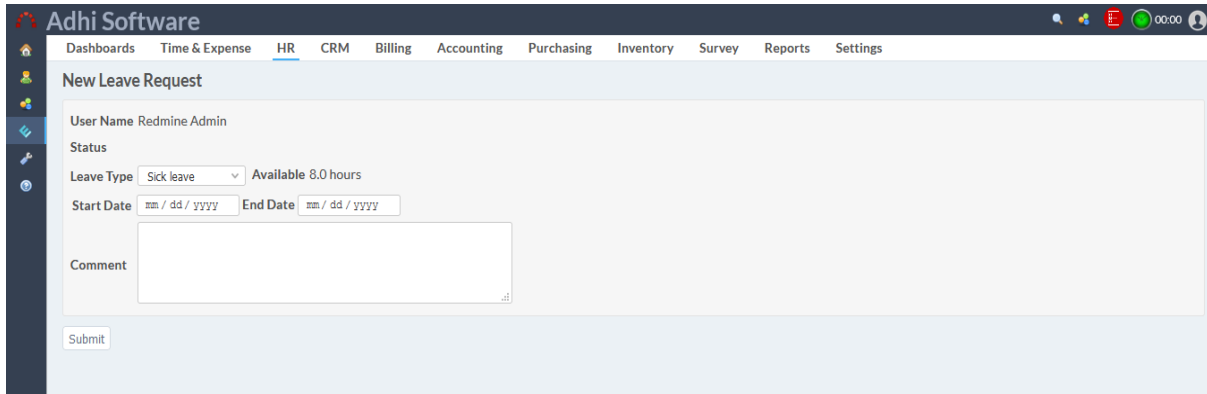 Adhi Software
00:00
Dashboards Time & Expense HR CRM Billing Accounting Purchasing Inventory Survey Reports Settings
New Leave Request
User Name Redmine Admin
Status
Leave Type Sick leave Available 8.0 hours
Start Date mm / dd / yyyy End Date mm / dd / yyyy
Comment
Submit